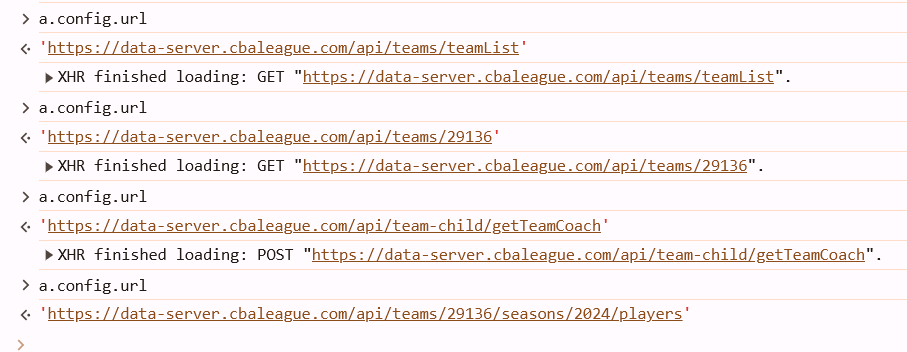 > a.config.url
<· 'https://data-server.cbaleague.com/api/teams/teamList'
▶XHR finished loading: GET "https://data-server.cbaleague.com/api/teams/teamList".
> a.config.url
<· 'https://data-server.cbaleague.com/api/teams/29136'
▶XHR finished loading: GET "https://data-server.cbaleague.com/api/teams/29136".
> a.config.url
<· 'https://data-server.cbaleague.com/api/team-child/getTeamCoach'
▶XHR finished loading: POST "https://data-server.cbaleague.com/api/team-child/getTeamCoach".
> a.config.url
<· 'https://data-server.cbaleague.com/api/teams/29136/seasons/2024/players'
>